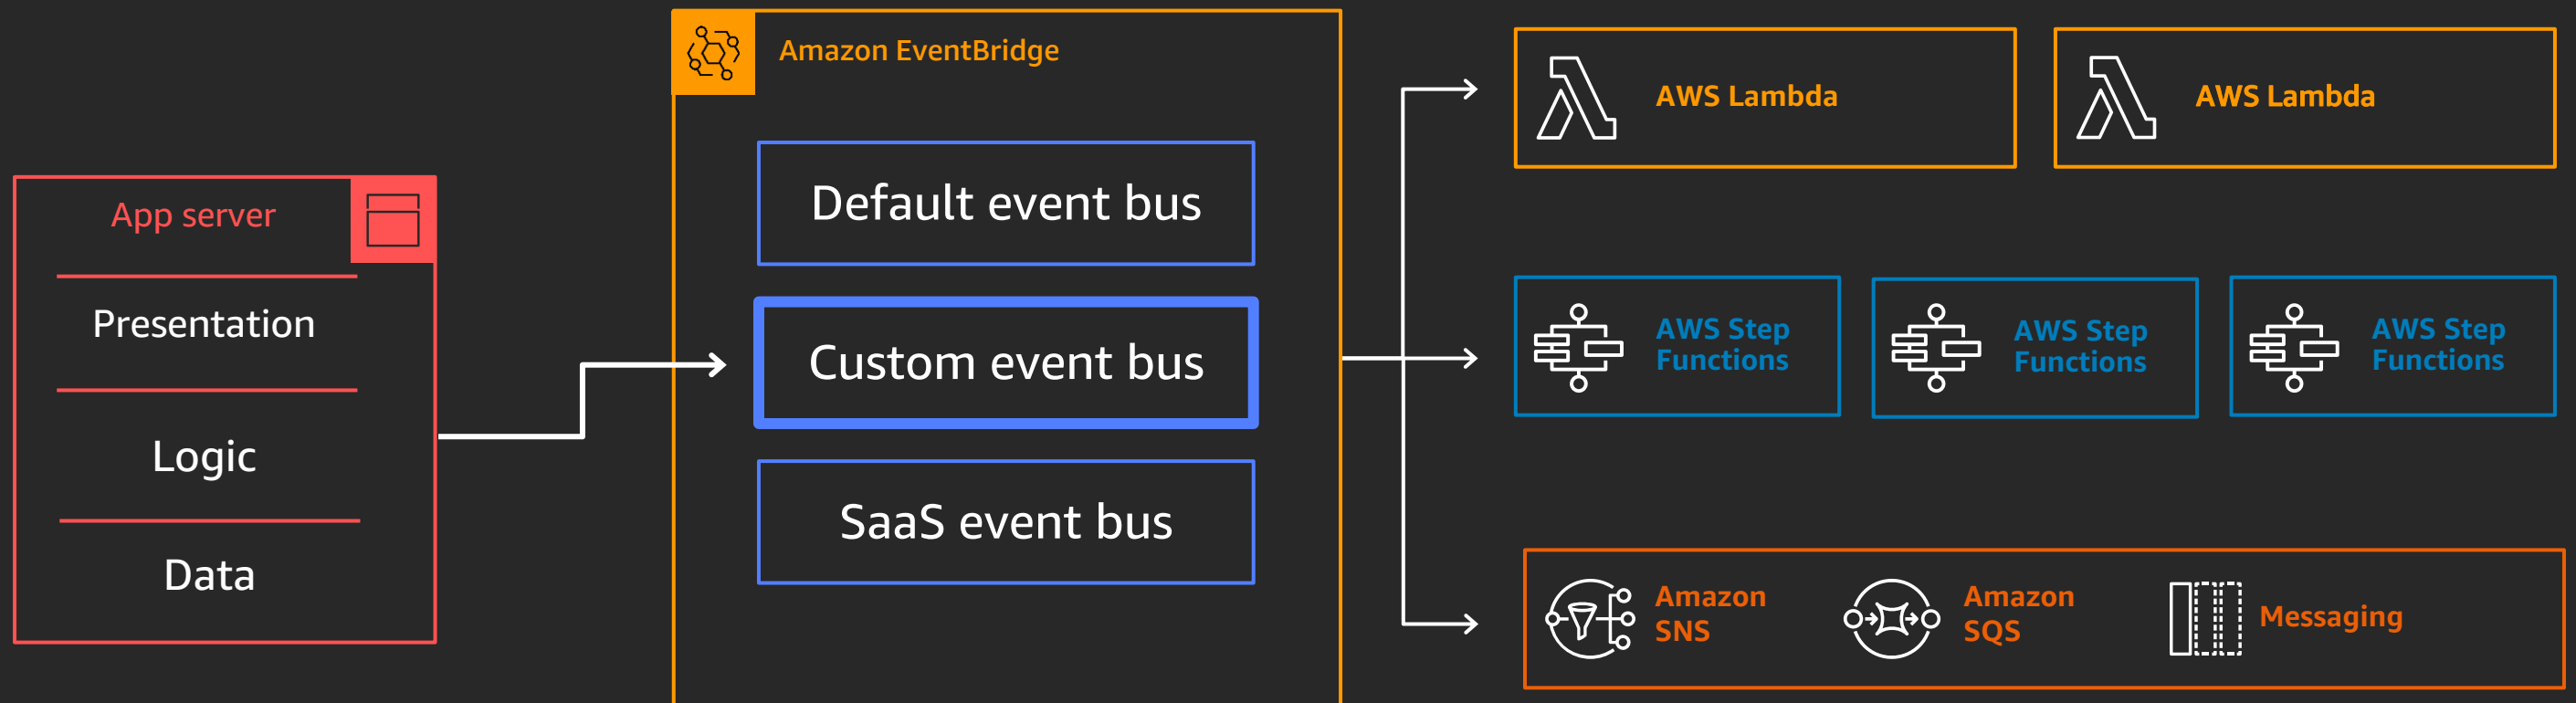 App server
Presentation
Logic
Data
Amazon EventBridge
Default event bus
Custom event bus
SaaS event bus
AWS Lambda
AWS Lambda
AWS Step
Functions
AWS Step
Functions
AWS Step
Functions
Amazon
SNS
Amazon
SQS
Messaging